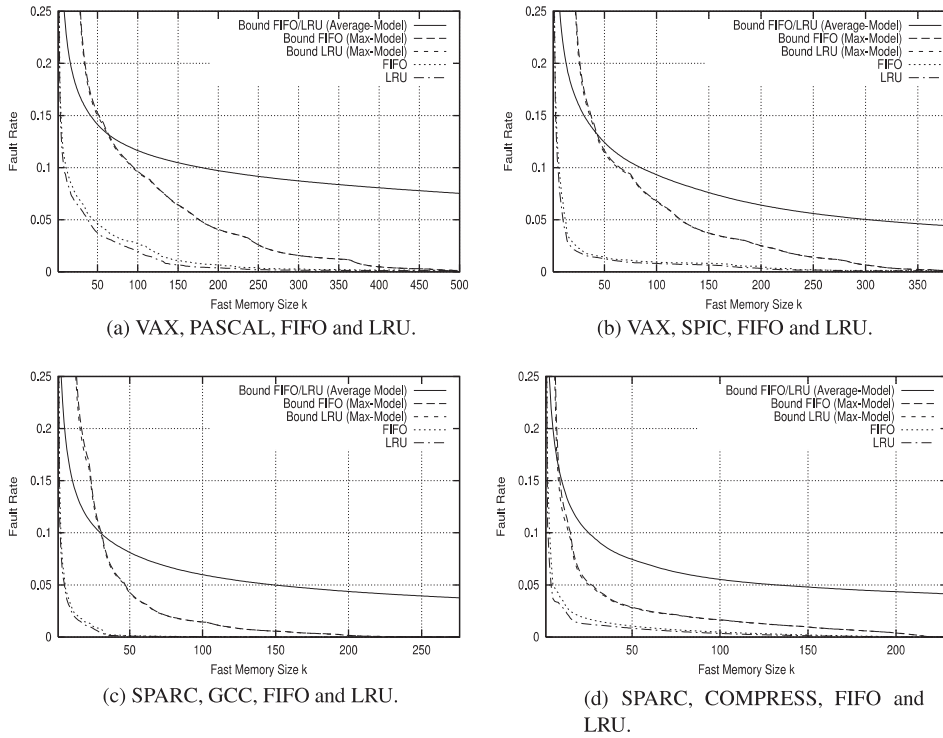 0.25
0.2
0.15
0.1
0.05
0
Fault Rate
Bound FIFO/LRU (Average-Model)
Bound FIFO (Max-Model)
Bound LRU (Max-Model)
FIFO
LRU
50 100 150 200 250 300 350 400 450 500
Fast Memory Size k
(a) VAX, PASCAL, FIFO and LRU.
0.25
0.2
0.15
0.1
0.05
0
Fault Rate
Bound FIFO/LRU (Average-Model)
Bound FIFO (Max-Model)
Bound LRU (Max-Model)
FIFO
LRU
50 100 150 200 250 300 350
Fast Memory Size k
(b) VAX, SPIC, FIFO and LRU.
0.25
0.2
0.15
0.1
0.05
0
Fault Rate
Bound FIFO/LRU (Average-Model)
Bound FIFO (Max-Model)
Bound LRU (Max-Model)
FIFO
LRU
50 100 150 200 250
Fast Memory Size k
(c) SPARC, GCC, FIFO and LRU.
0.25
0.2
0.15
0.1
0.05
0
Fault Rate
Bound FIFO/LRU (Average-Model)
Bound FIFO (Max-Model)
Bound LRU (Max-Model)
FIFO
LRU
50 100 150 200
Fast Memory Size k
(d) SPARC, COMPRESS, FIFO and
LRU.